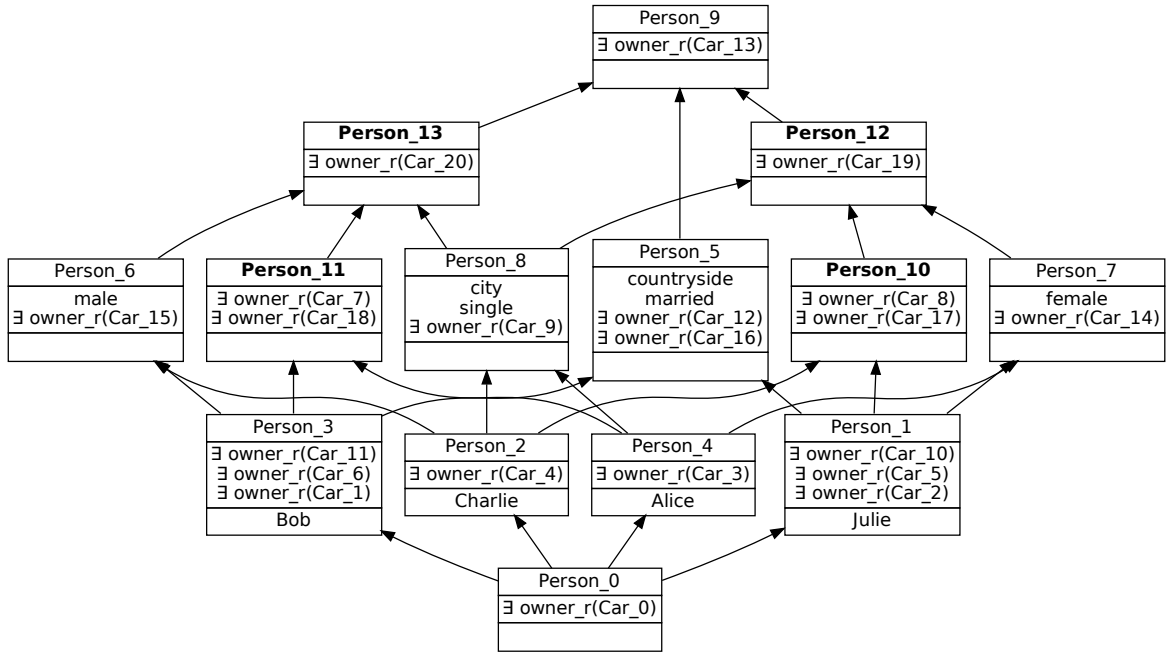 Person_9
∃ owner_r(Car_13)
Person_13
∃ owner_r(Car_20)
Person_12
∃ owner_r(Car_19)
Person_6
male
∃ owner_r(Car_15)
Person_11
∃ owner_r(Car_7)
∃ owner_r(Car_18)
Person_8
city
single
∃ owner_r(Car_9)
Person_5
countryside
married
∃ owner_r(Car_12)
∃ owner_r(Car_16)
Person_10
∃ owner_r(Car_8)
∃ owner_r(Car_17)
Person_7
female
∃ owner_r(Car_14)
Person_3
∃ owner_r(Car_11)
∃ owner_r(Car_6)
∃ owner_r(Car_1)
Bob
Person_2
∃ owner_r(Car_4)
Charlie
Person_4
∃ owner_r(Car_3)
Alice
Person_1
∃ owner_r(Car_10)
∃ owner_r(Car_5)
∃ owner_r(Car_2)
Julie
Person_0
∃ owner_r(Car_0)